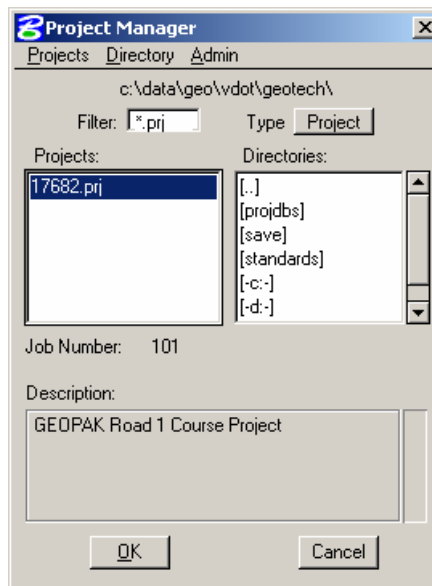 Project Manager
Projects Directory Admin
c:\data\geo\vdot\geotech\
Filter: *.prj Type Project
Projects: Directories:
17682.prj
[..]
[projdbs]
[save]
[standards]
[-c:-]
[-d:-]
Job Number: 101
Description:
GEOPAK Road 1 Course Project
OK Cancel